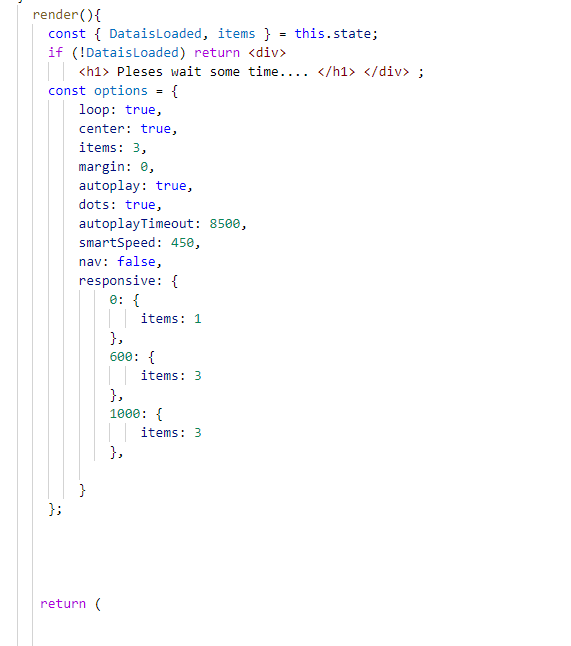 render(){
const { DataisLoaded, items } = this.state;
if (!DataisLoaded) return <div>
<h1> Pleses wait some time.... </h1> </div> ;
const options = {
loop: true,
center: true,
items: 3,
margin: 0,
autoplay: true,
dots: true,
autoplayTimeout: 8500,
smartSpeed: 450,
nav: false,
responsive: {
0: {
items: 1
},
600: {
items: 3
},
1000: {
items: 3
},
}
};
return (